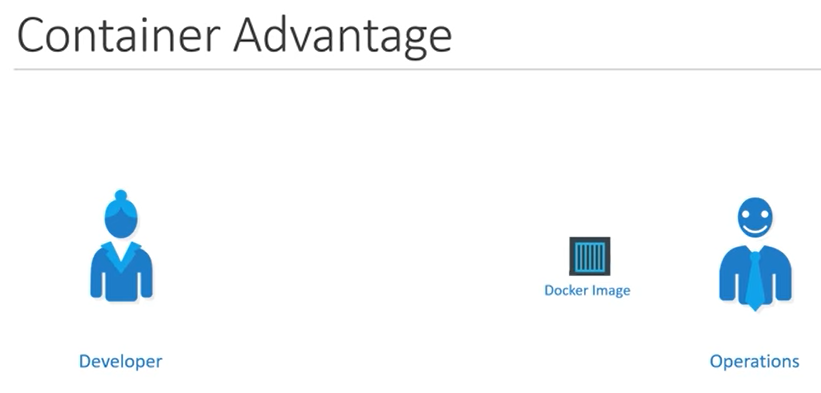 Container Advantage
Docker Image
Developer
Operations